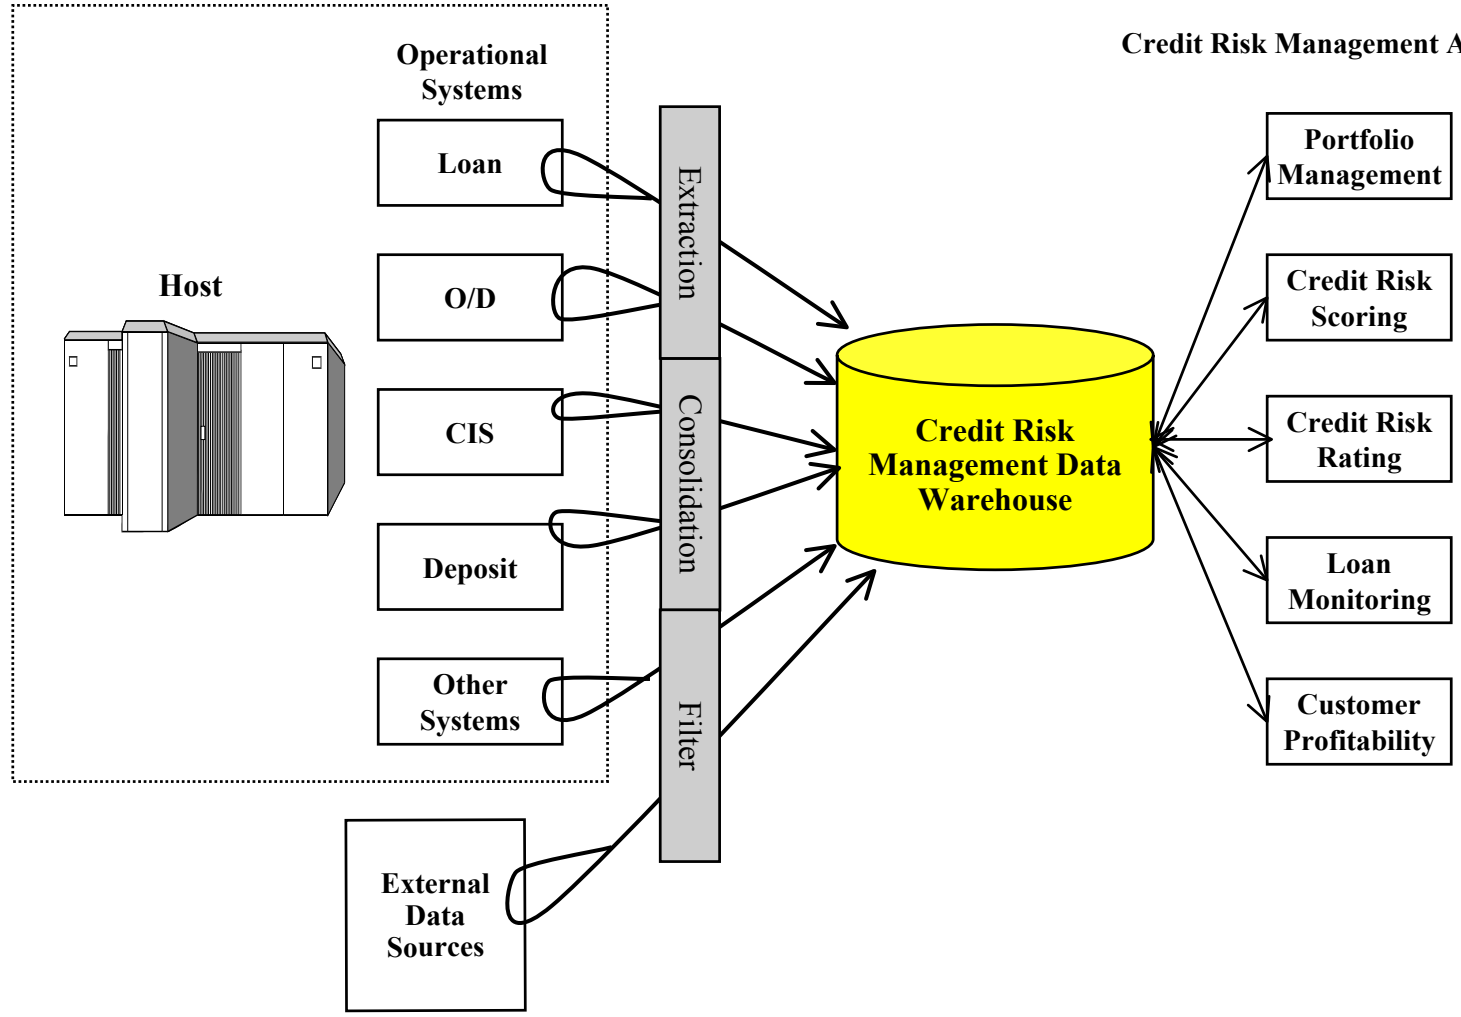 Operational
Systems
Credit Risk Management A
Loan
O/D
CIS
Deposit
Other
Systems
Host
External
Data
Sources
Extraction
Consolidation
Filter
Credit Risk
Management Data
Warehouse
Portfolio
Management
Credit Risk
Scoring
Credit Risk
Rating
Loan
Monitoring
Customer
Profitability